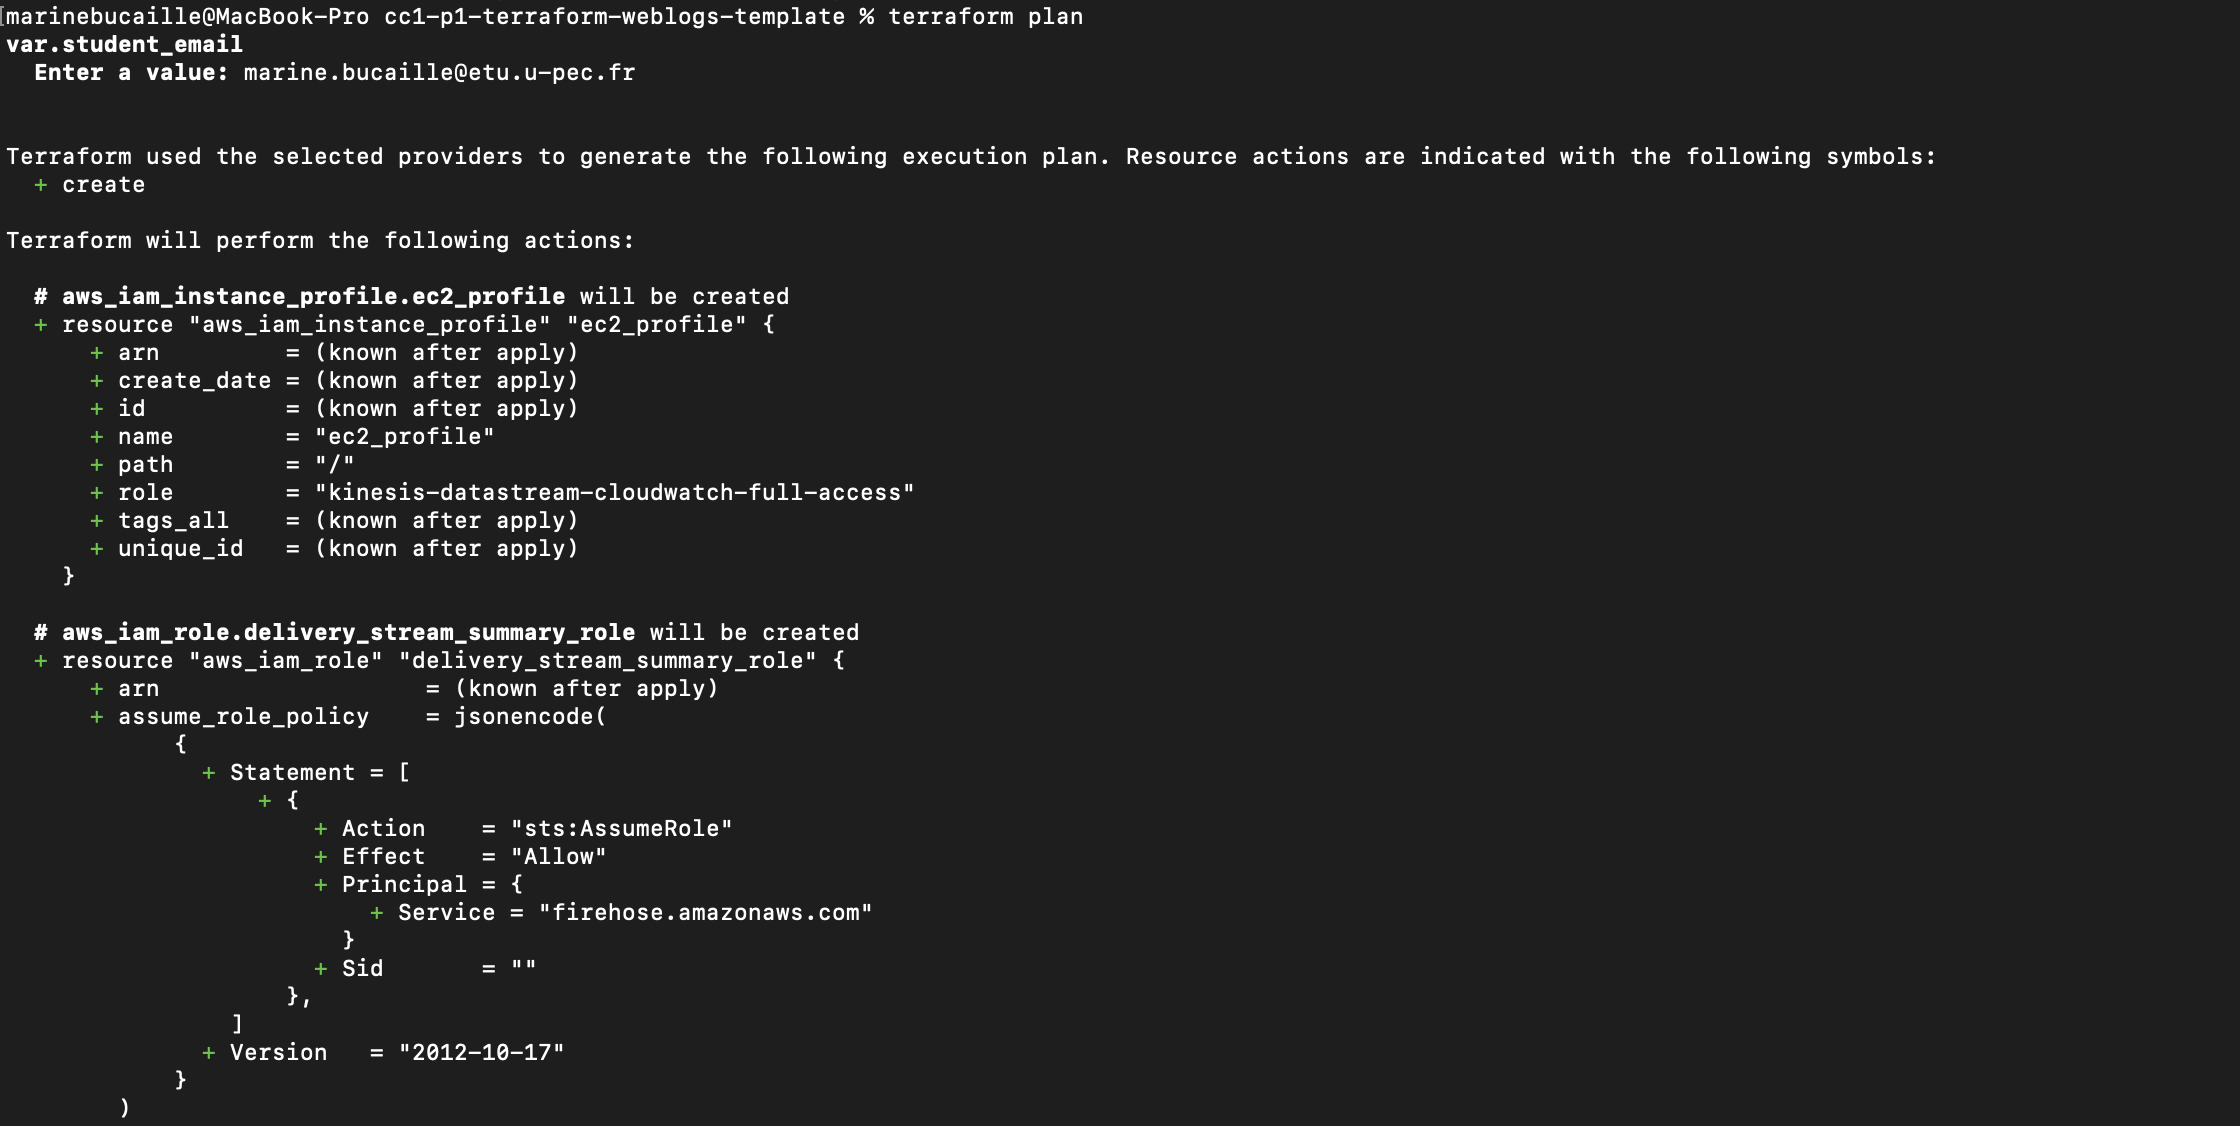 marinebucaille@MacBook-Pro cc1-p1-terraform-weblogs-template % terraform plan
var.student_email
  Enter a value: marine.bucaille@etu.u-pec.fr

Terraform used the selected providers to generate the following execution plan. Resource actions are indicated with the following symbols:
  + create

Terraform will perform the following actions:

  # aws_iam_instance_profile.ec2_profile will be created
  + resource "aws_iam_instance_profile" "ec2_profile" {
      + arn         = (known after apply)
      + create_date = (known after apply)
      + id          = (known after apply)
      + name        = "ec2_profile"
      + path        = "/"
      + role        = "kinesis-datastream-cloudwatch-full-access"
      + tags_all    = (known after apply)
      + unique_id   = (known after apply)
    }

  # aws_iam_role.delivery_stream_summary_role will be created
  + resource "aws_iam_role" "delivery_stream_summary_role" {
      + arn                   = (known after apply)
      + assume_role_policy    = jsonencode(
            {
              + Statement = [
                  + {
                      + Action    = "sts:AssumeRole"
                      + Effect    = "Allow"
                      + Principal = {
                          + Service = "firehose.amazonaws.com"
                        }
                      + Sid       = ""
                    },
                ]
              + Version   = "2012-10-17"
            }
        )